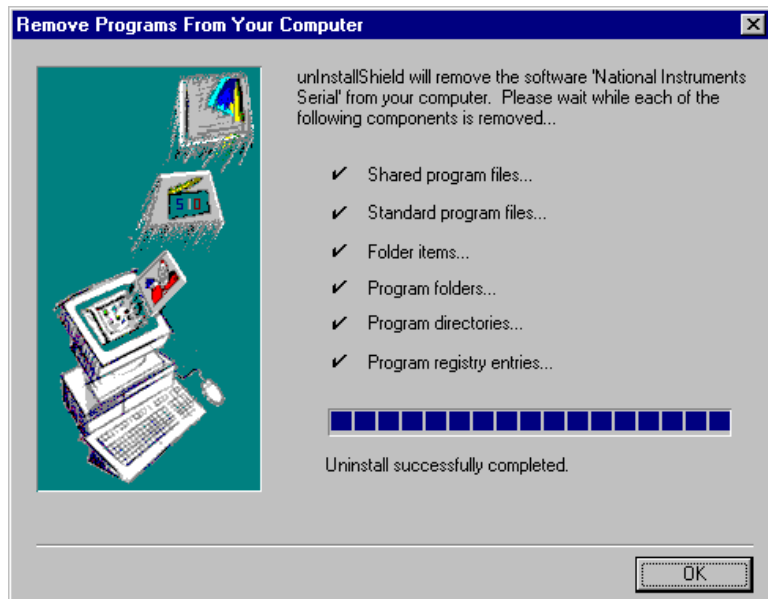 Remove Programs From Your Computer
unInstallShield will remove the software 'National Instruments
Serial' from your computer.  Please wait while each of the
following components is removed...
Shared program files...
Standard program files...
Folder items...
Program folders...
Program directories...
Program registry entries...
Uninstall successfully completed.
OK